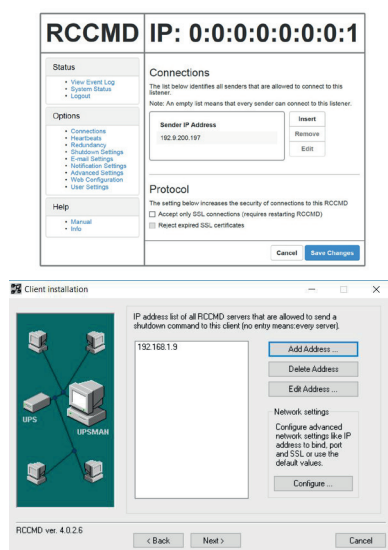 RCCMD
IP: 0:0:0:0:0:0:0:1
Status
View Event Log
System Status
Logout
Options
Connections
Heartbeats
Redundancy
Shutdown Settings
E-mail Settings
Notification Settings
Advanced Settings
Web Configuration
User Settings
Help
Manual
Info
Connections
The list below identifies all senders that are allowed to connect to this
listener.
Note: An empty list means that every sender can connect to this listener.
Sender IP Address
192.9.200.197
Insert
Remove
Edit
Protocol
The setting below increases the security of connections to this RCCMD
Accept only SSL connections (requires restarting RCCMD)
Reject expired SSL certificates
Cancel
Save Changes
Client installation
UPS
UPSMAN
IP address list of all RCCMD servers that are allowed to send a
shutdown command to this client (no entry means:every server).
192.168.1.9
Add Address ...
Delete Address
Edit Address ...
Network settings
Configure advanced
network settings like IP
address to bind, port
and SSL or use the
default values.
Configure ...
RCCMD ver. 4.0.2.6
< Back
Next >
Cancel